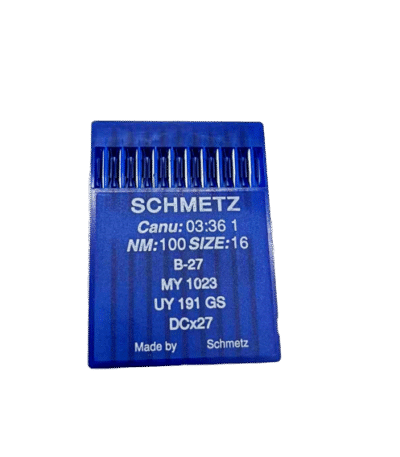 SCHMETZ
Canu: 03:36 1
NM:100 SIZE:16
B-27
MY 1023
UY 191 GS
DCx27
Made by Schmetz